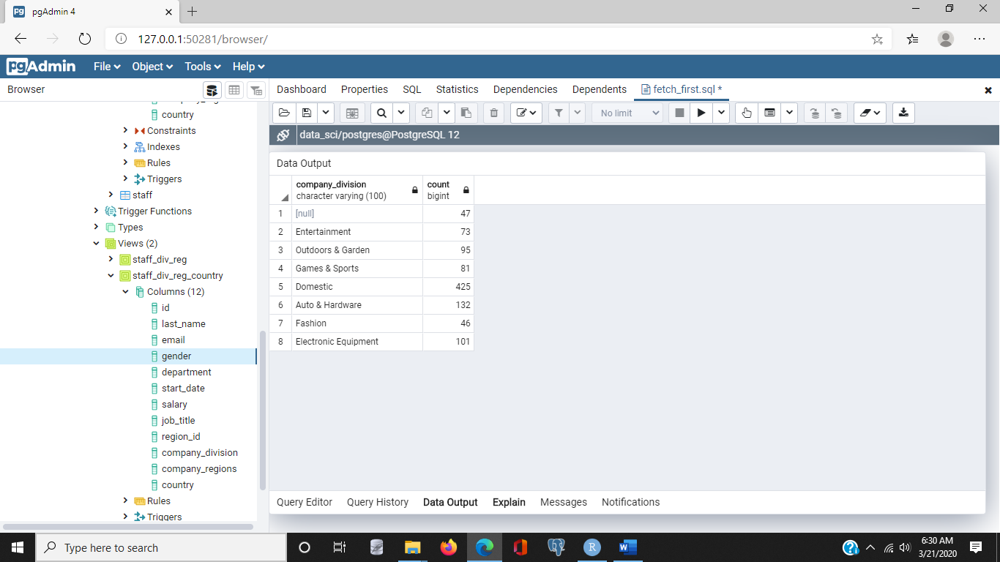 pgAdmin 4
127.0.0.1:50281/browser/
pgAdmin File Object Tools Help
Browser
Dashboard Properties SQL Statistics Dependencies Dependents fetch_first.sql *
country
Constraints
Indexes
Rules
Triggers
staff
Trigger Functions
Types
Views (2)
staff_div_reg
staff_div_reg_country
Columns (12)
id
last_name
email
gender
department
start_date
salary
job_title
region_id
company_division
company_regions
country
Rules
Triggers
No limit
data_sci/postgres@PostgreSQL 12
Data Output
company_division count
character varying (100) bigint
1 [null] 47
2 Entertainment 73
3 Outdoors & Garden 95
4 Games & Sports 81
5 Domestic 425
6 Auto & Hardware 132
7 Fashion 46
8 Electronic Equipment 101
Query Editor Query History Data Output Explain Messages Notifications
Type here to search
R
W
6:30 AM
3/21/2020